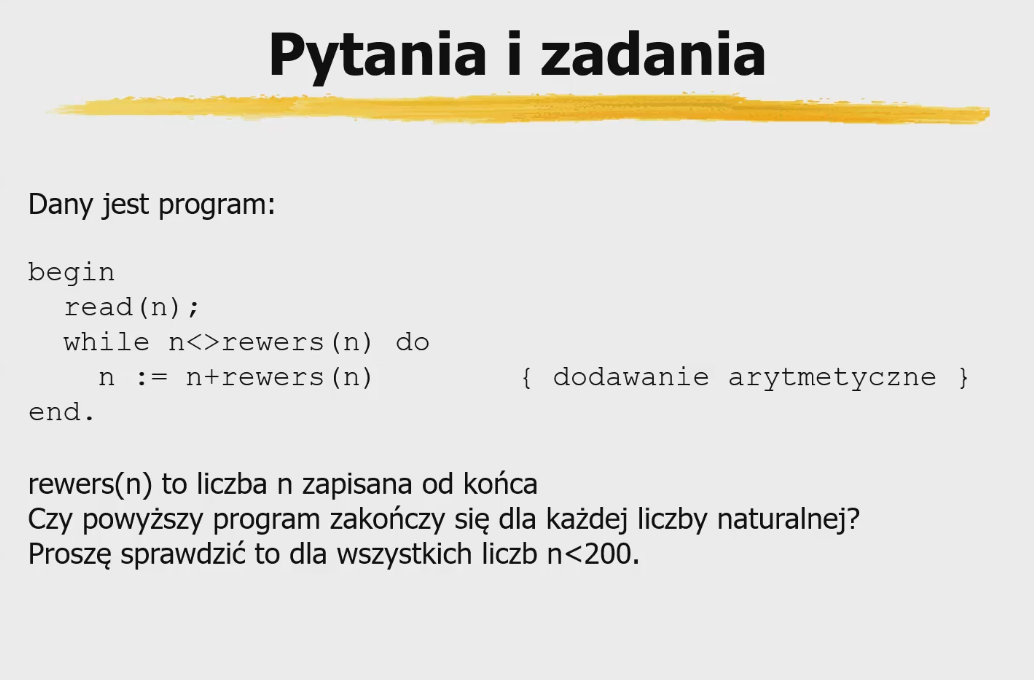 Pytania i zadania
Dany jest program:
begin
  read(n);
  while n<>rewers(n) do
    n := n+rewers(n)        { dodawanie arytmetyczne }
end.
rewers(n) to liczba n zapisana od końca
Czy powyższy program zakończy się dla każdej liczby naturalnej?
Proszę sprawdzić to dla wszystkich liczb n<200.